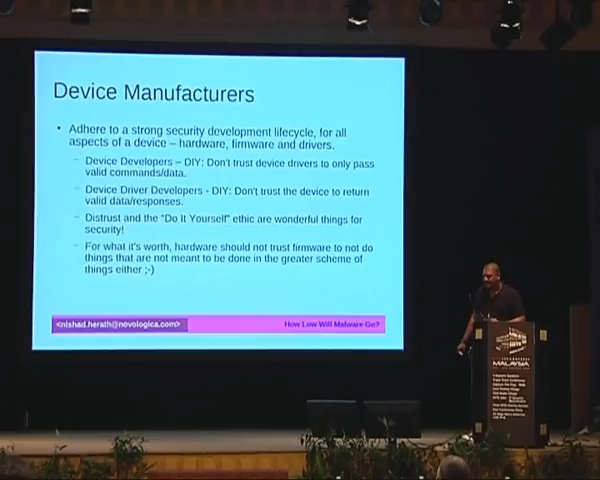 Device Manufacturers
• Adhere to a strong security development lifecycle, for all
aspects of a device – hardware, firmware and drivers.
– Device Developers – DIY: Don't trust device drivers to only pass
valid commands/data.
– Device Driver Developers - DIY: Don't trust the device to return
valid data/responses.
– Distrust and the "Do It Yourself" ethic are wonderful things for
security!
– For what it's worth, hardware should not trust firmware to not do
things that are not meant to be done in the greater scheme of
things either ;-)
<nishad.herath@novologica.com>
How Low Will Malware Go?
MALAYSIA